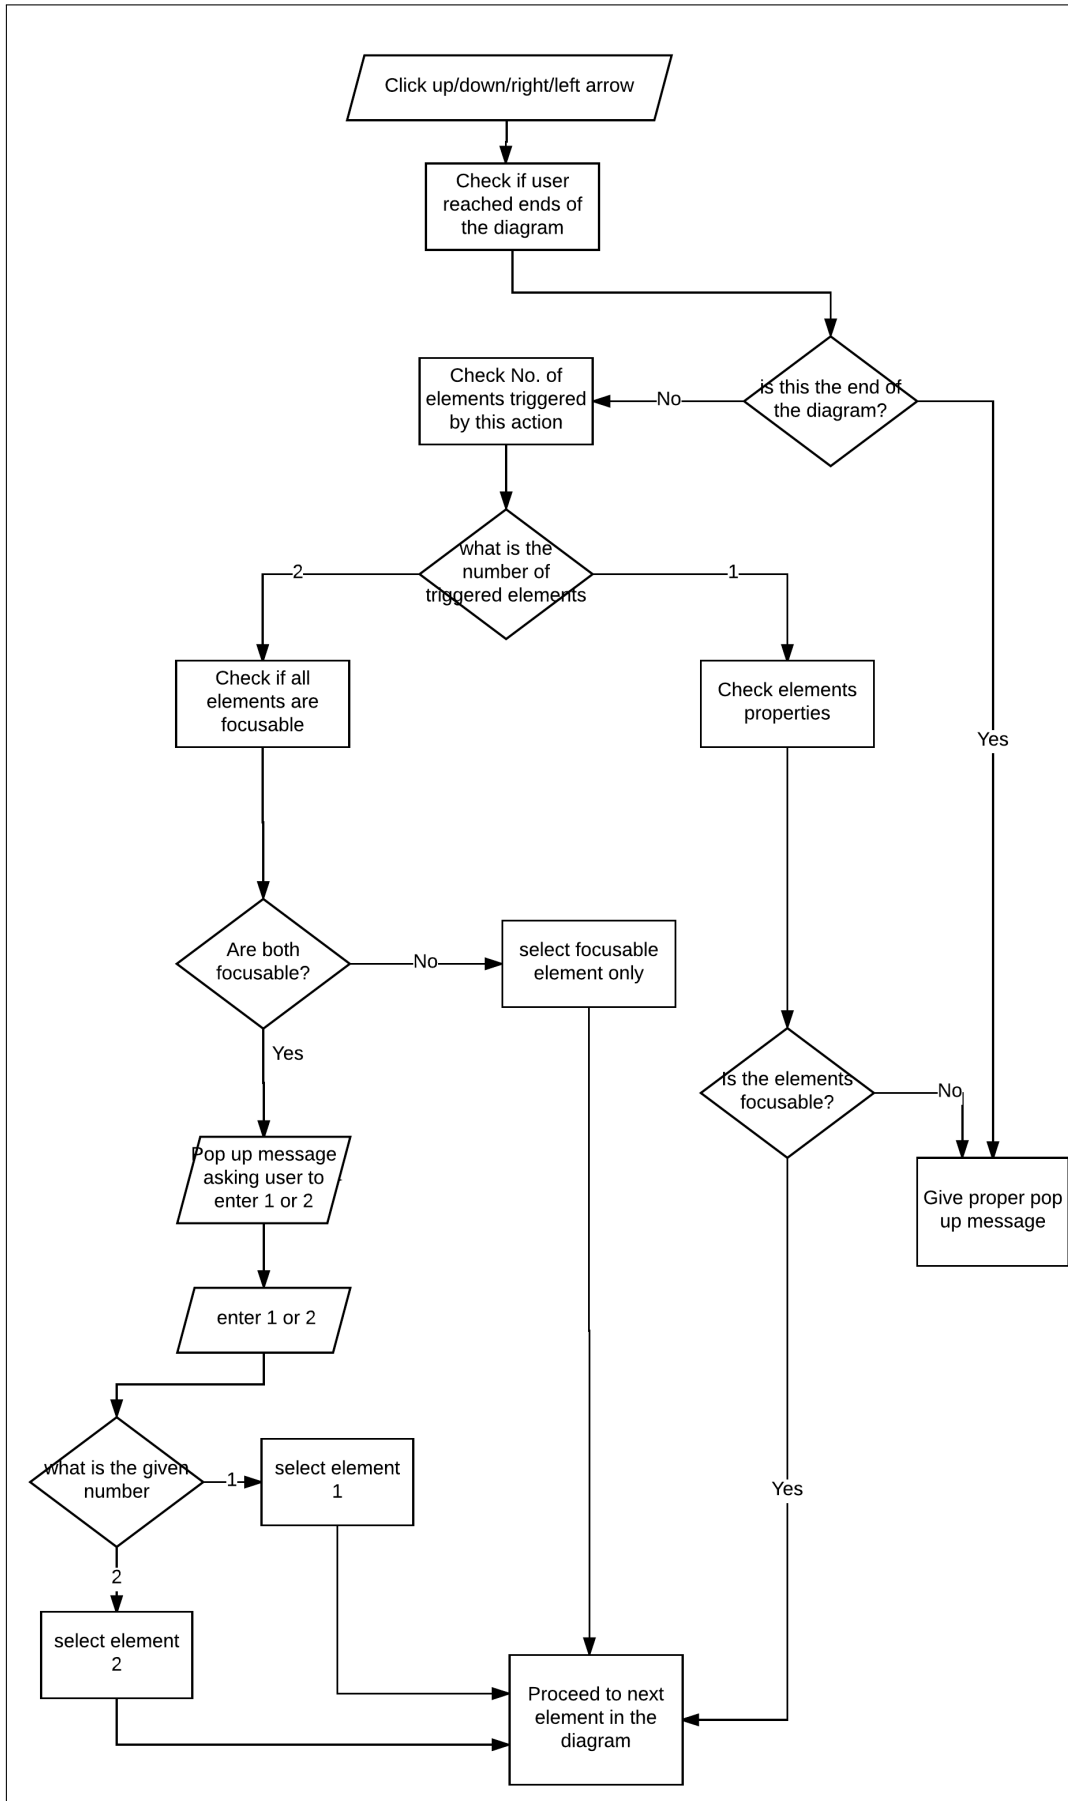 Click up/down/right/left arrow
Check if user
reached ends of
the diagram
is this the end of
the diagram?
No
Yes
Check No. of
elements triggered
by this action
what is the
number of
triggered elements
2
1
Check if all
elements are
focusable
Check elements
properties
Are both
focusable?
No
Yes
select focusable
element only
Is the elements
focusable?
No
Yes
Pop up message
asking user to
enter 1 or 2
Give proper pop
up message
enter 1 or 2
what is the given
number
1
2
select element
1
select element
2
Proceed to next
element in the
diagram